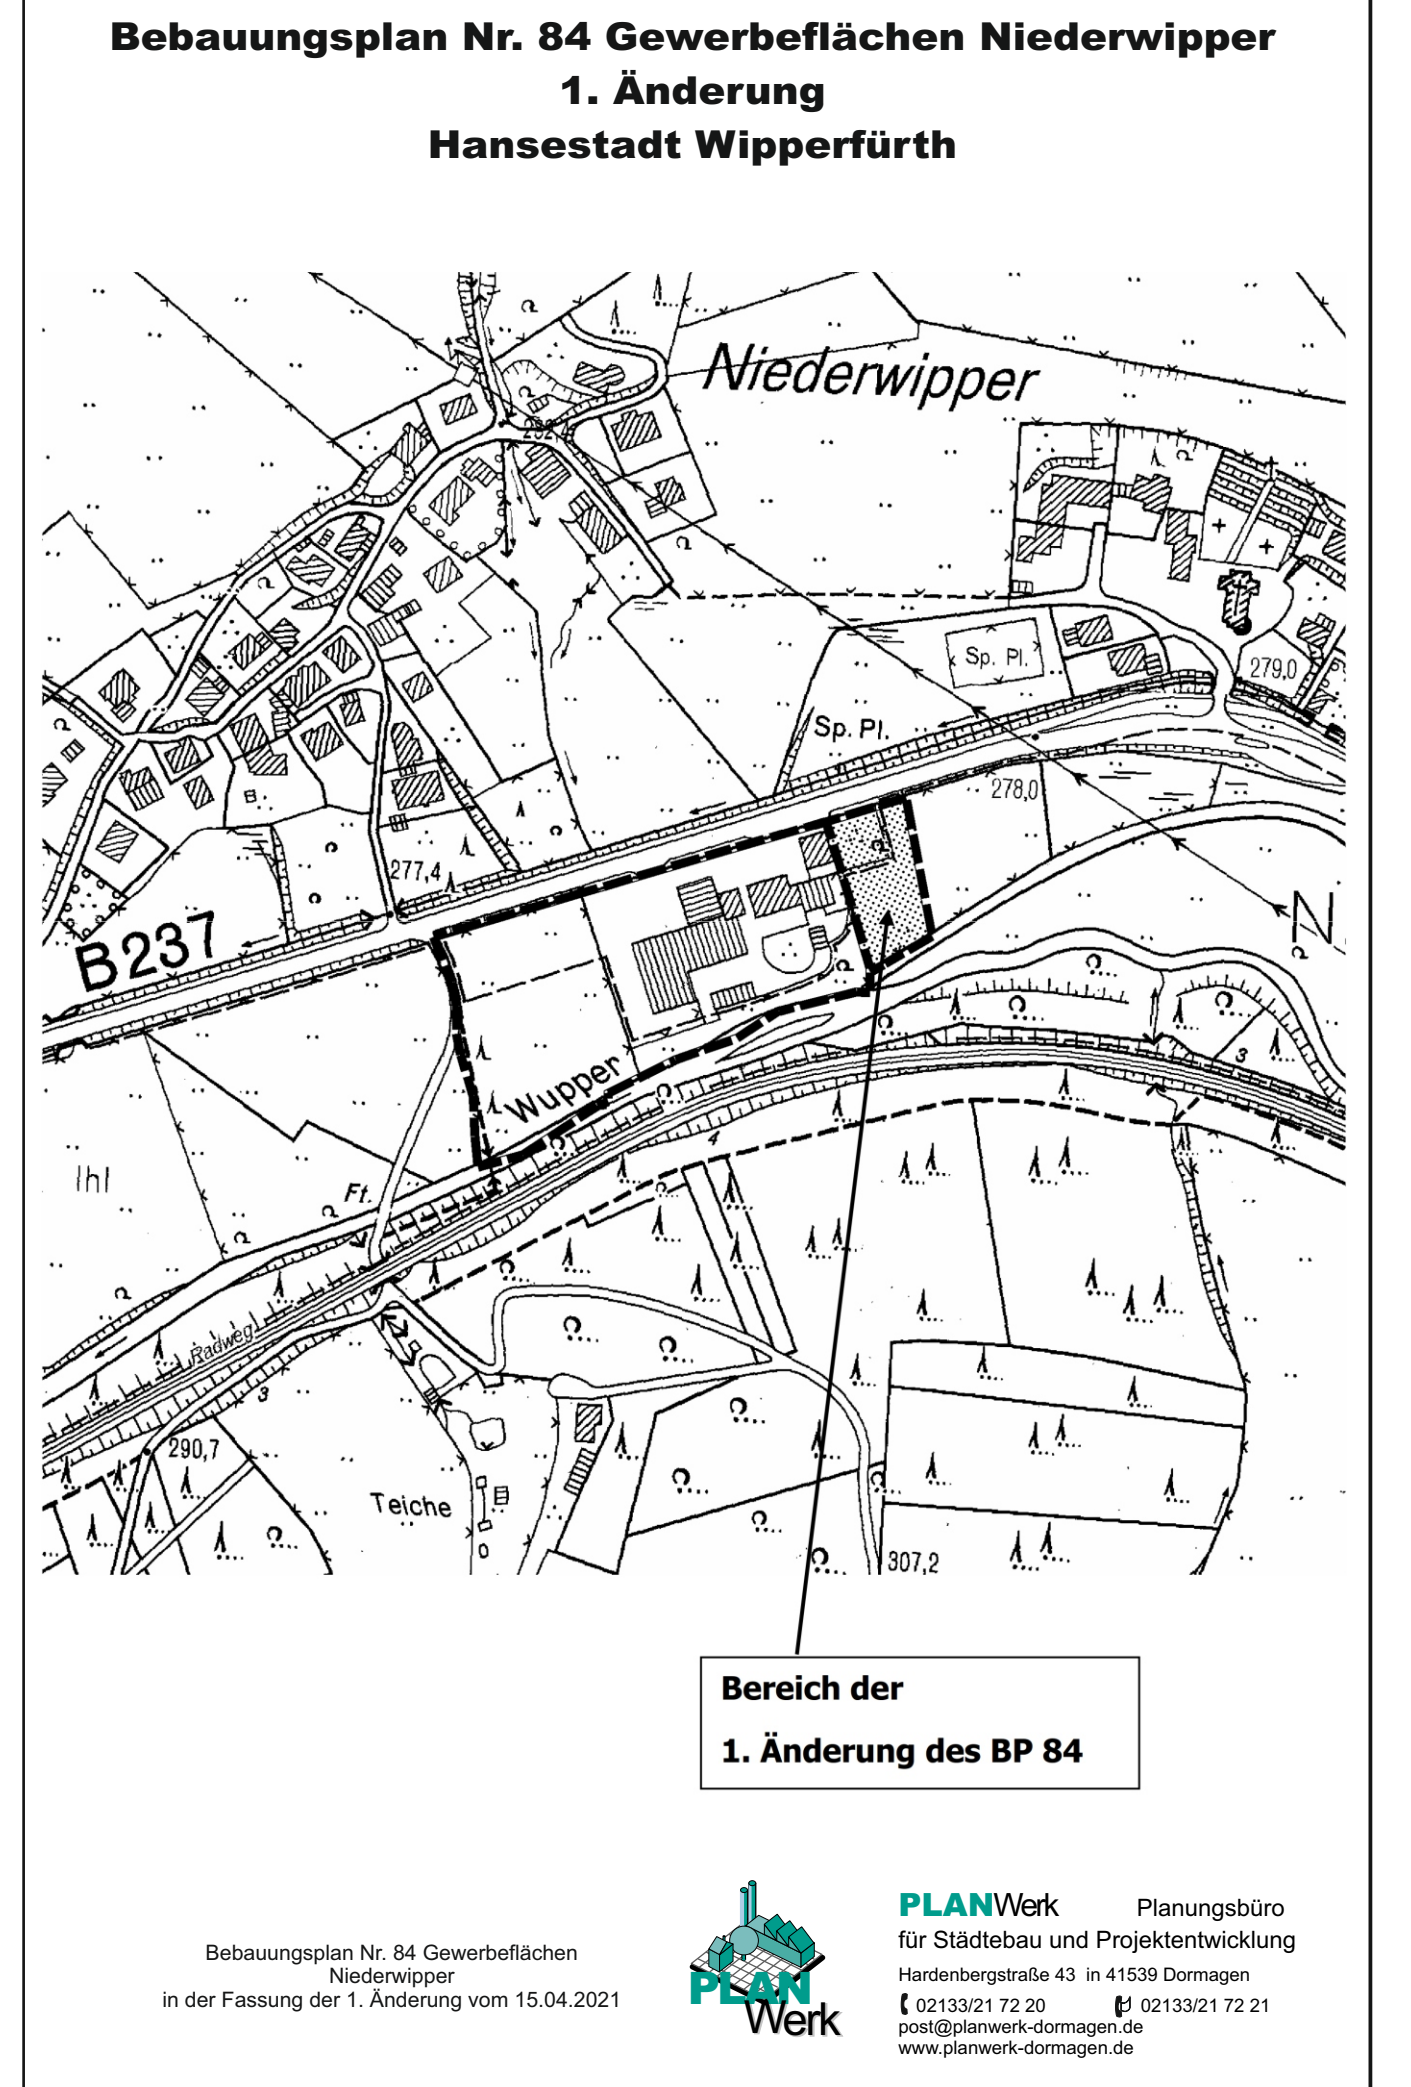 Bebauungsplan Nr. 84 Gewerbeflächen Niederwipper
1. Änderung
Hansestadt Wipperfürth
Niederwipper
282,4
Sp. Pl.
279,0
Sp. Pl.
278,0
277,4
B237
N
Wupper
Ihl
Ft.
3
4
Radweg
3
290,7
Teiche
307,2
Bereich der
1. Änderung des BP 84
Bebauungsplan Nr. 84 Gewerbeflächen
Niederwipper
in der Fassung der 1. Änderung vom 15.04.2021
PLAN
Werk
PLANWerk Planungsbüro
für Städtebau und Projektentwicklung
Hardenbergstraße 43 in 41539 Dormagen
02133/21 72 20 02133/21 72 21
post@planwerk-dormagen.de
www.planwerk-dormagen.de